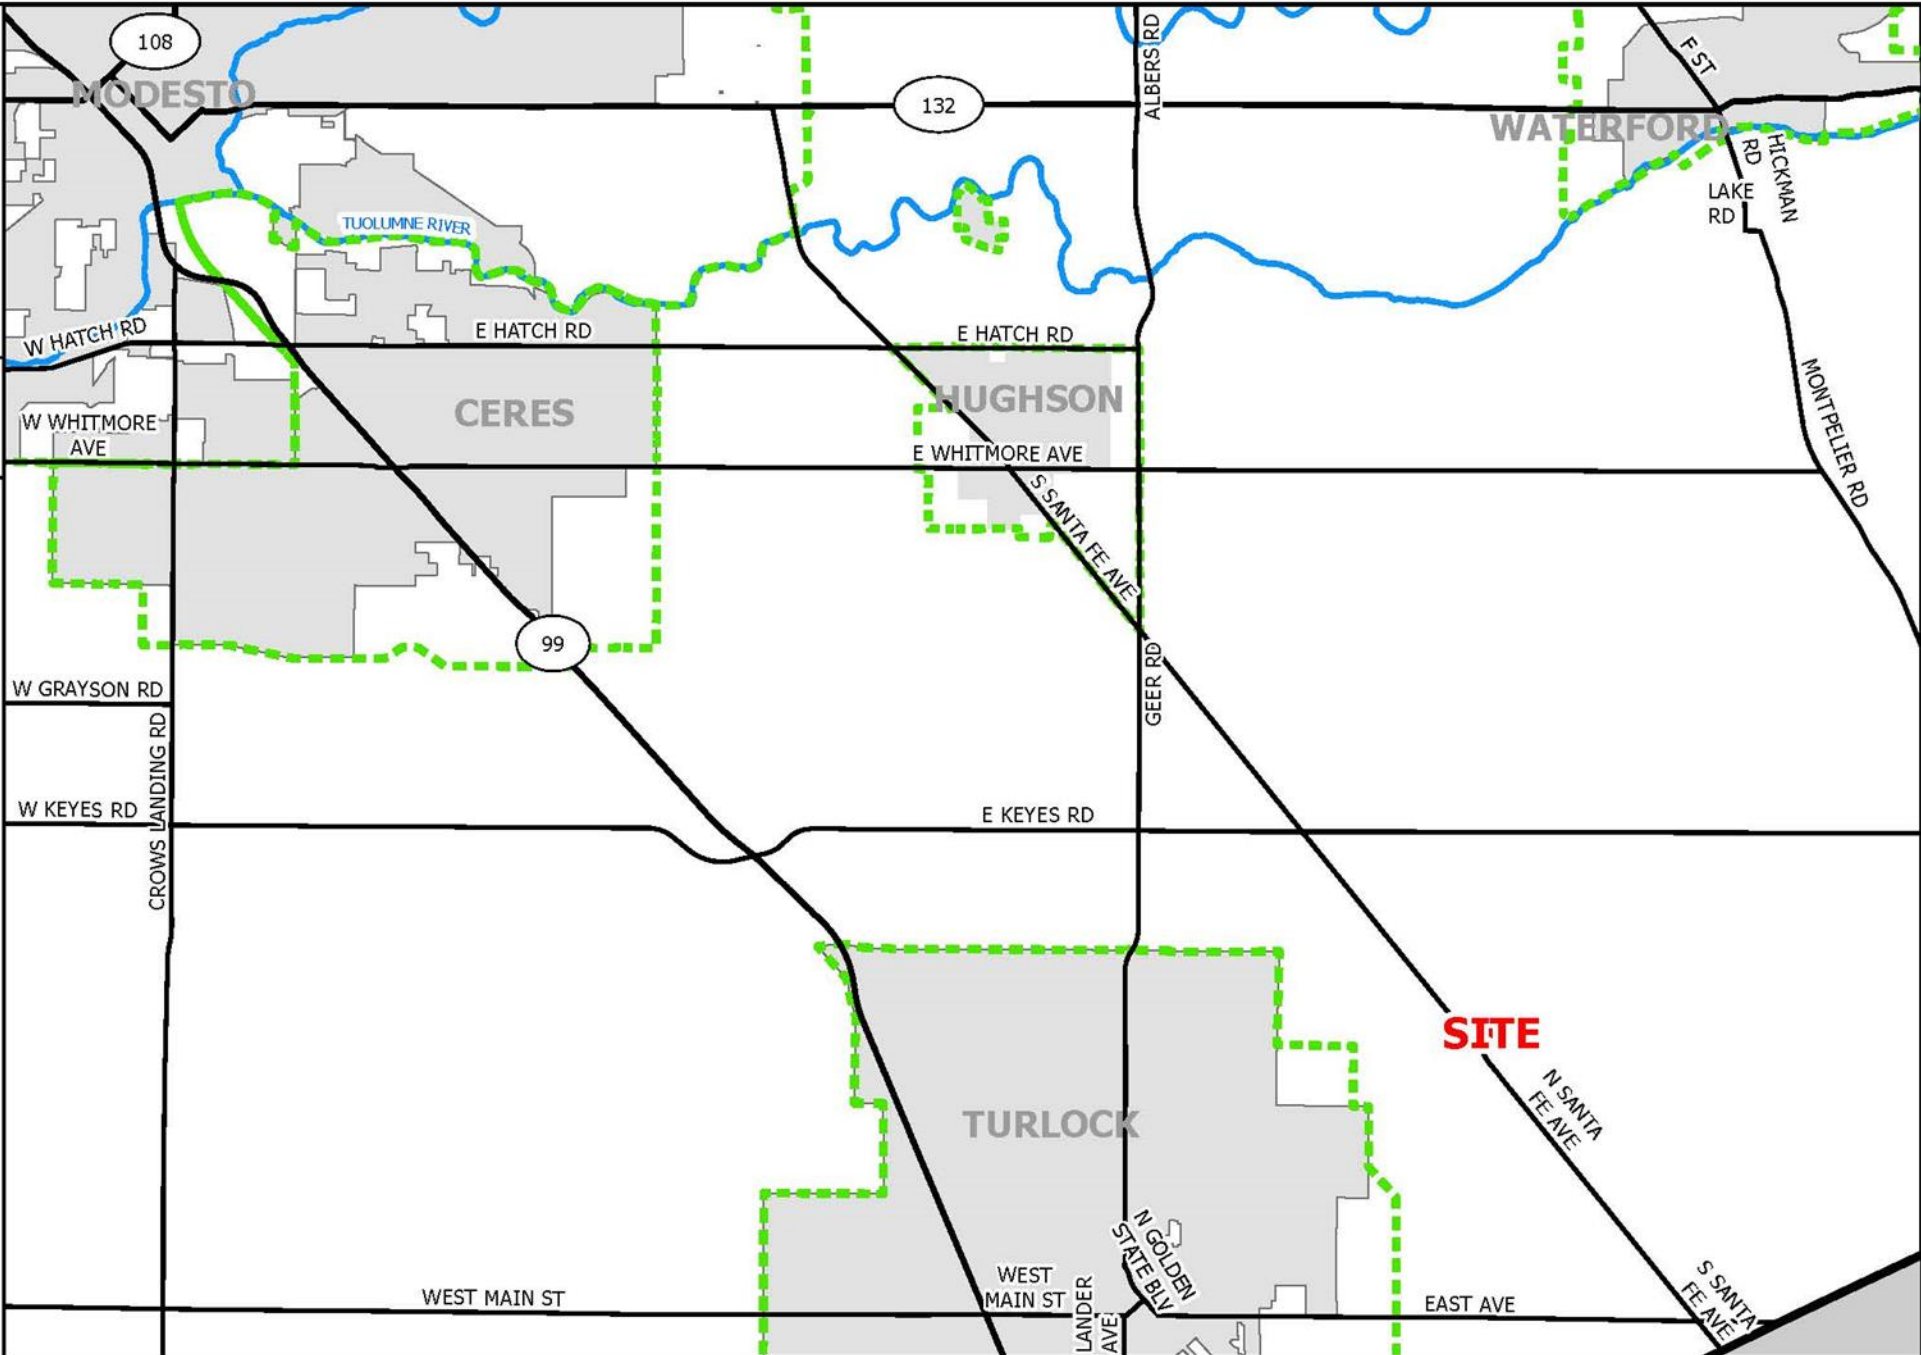 108
MODESTO
132
ALBERS RD
F ST
WATERFORD
HICKMAN
RD
LAKE
RD
TUOLUMNE RIVER
W HATCH RD
E HATCH RD
E HATCH RD
CERES
HUGHSON
W WHITMORE
AVE
E WHITMORE AVE
MONTPELIER RD
S SANTA FE AVE
99
GEER RD
W GRAYSON RD
CROWS LANDING RD
W KEYES RD
E KEYES RD
SITE
N SANTA
FE AVE
TURLOCK
N GOLDEN
STATE BLV
WEST MAIN ST
WEST
MAIN ST
LANDER
AVE
EAST AVE
S SANTA
FE AVE